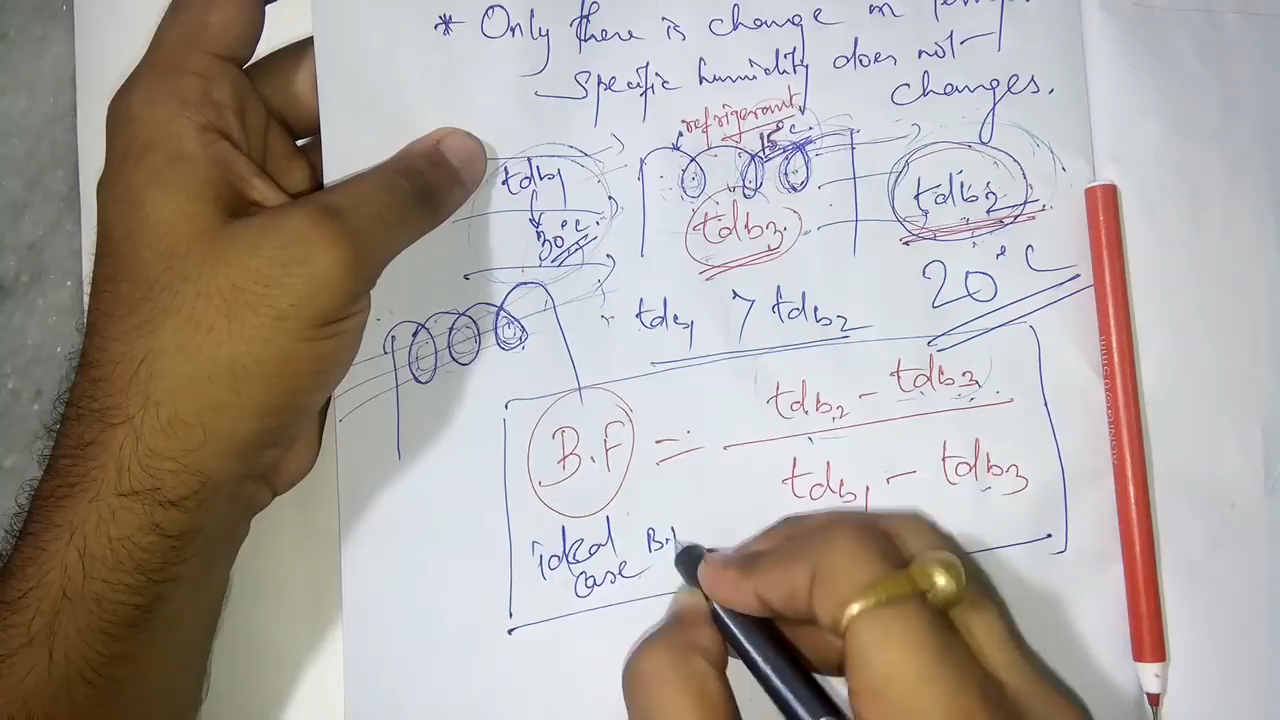 * Only there is change in temp.
specific humidity does not
changes.
refrigerant
15°C.
tdb1
30°C
tdb3.
tdb2
20°C
tdb1 > tdb2
B.F = tdb2 - tdb3
tdb1 - tdb3
ideal B.
case